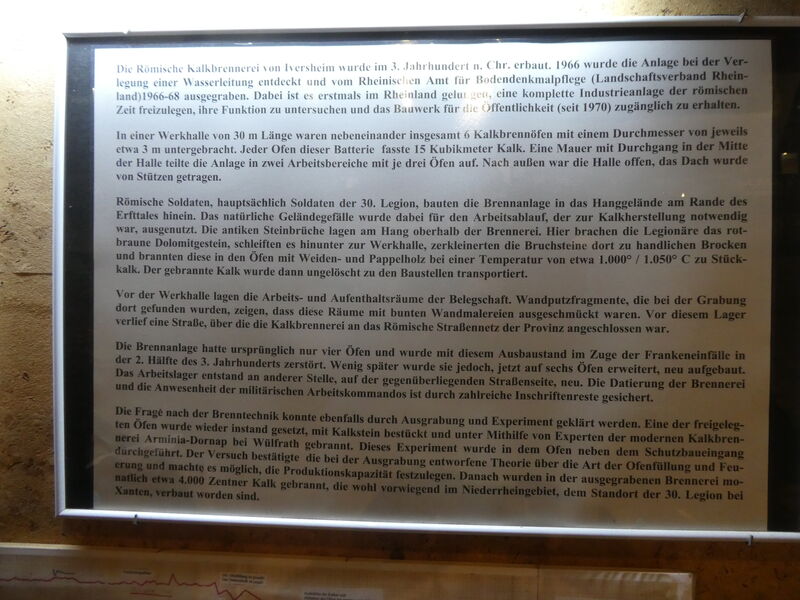 Die Römische Kalkbrennerei von Iversheim wurde im 3. Jahrhundert n. Chr. erbaut. 1966 wurde die Anlage bei der Ver-
legung einer Wasserleitung entdeckt und vom Rheinischen Amt für Bodendenkmalpflege (Landschaftsverband Rhein-
land)1966-68 ausgegraben. Dabei ist es erstmals im Rheinland gelungen, eine komplette Industrieanlage der römischen
Zeit freizulegen, ihre Funktion zu untersuchen und das Bauwerk für die Öffentlichkeit (seit 1970) zugänglich zu erhalten.
In einer Werkhalle von 30 m Länge waren nebeneinander insgesamt 6 Kalkbrennöfen mit einem Durchmesser von jeweils
etwa 3 m untergebracht. Jeder Ofen dieser Batterie fasste 15 Kubikmeter Kalk. Eine Mauer mit Durchgang in der Mitte
der Halle teilte die Anlage in zwei Arbeitsbereiche mit je drei Öfen auf. Nach außen war die Halle offen, das Dach wurde
von Stützen getragen.
Römische Soldaten, hauptsächlich Soldaten der 30. Legion, bauten die Brennanlage in das Hanggelände am Rande des
Erfttales hinein. Das natürliche Geländegefälle wurde dabei für den Arbeitsablauf, der zur Kalkherstellung notwendig
war, ausgenutzt. Die antiken Steinbrüche lagen am Hang oberhalb der Brennerei. Hier brachen die Legionäre das rot-
braune Dolomitgestein, schleiften es hinunter zur Werkhalle, zerkleinerten die Bruchsteine dort zu handlichen Brocken
und brannten diese in den Öfen mit Weiden- und Pappelholz bei einer Temperatur von etwa 1.000° / 1.050° C zu Stück-
kalk. Der gebrannte Kalk wurde dann ungelöscht zu den Baustellen transportiert.
Vor der Werkhalle lagen die Arbeits- und Aufenthaltsräume der Belegschaft. Wandputzfragmente, die bei der Grabung
dort gefunden wurden, zeigen, dass diese Räume mit bunten Wandmalereien ausgeschmückt waren. Vor diesem Lager
verlief eine Straße, über die die Kalkbrennerei an das Römische Straßennetz der Provinz angeschlossen war.
Die Brennanlage hatte ursprünglich nur vier Öfen und wurde mit diesem Ausbaustand im Zuge der Frankeneinfälle in
der 2. Hälfte des 3. Jahrhunderts zerstört. Wenig später wurde sie jedoch, jetzt auf sechs Öfen erweitert, neu aufgebaut.
Das Arbeitslager entstand an anderer Stelle, auf der gegenüberliegenden Straßenseite, neu. Die Datierung der Brennerei
und die Anwesenheit der militärischen Arbeitskommandos ist durch zahlreiche Inschriftenreste gesichert.
Die Frage nach der Brenntechnik konnte ebenfalls durch Ausgrabung und Experiment geklärt werden. Eine der freigeleg-
ten Öfen wurde wieder instand gesetzt, mit Kalkstein bestückt und unter Mithilfe von Experten der modernen Kalkbren-
nerei Arminia-Dornap bei Wülfrath gebrannt. Dieses Experiment wurde in dem Ofen neben dem Schutzbaueingang
durchgeführt. Der Versuch bestätigte die bei der Ausgrabung entworfene Theorie über die Art der Ofenfüllung und Feu-
erung und machte es möglich, die Produktionskapazität festzulegen. Danach wurden in der ausgegrabenen Brennerei mo-
natlich etwa 4.000 Zentner Kalk gebrannt, die wohl vorwiegend im Niederrheingebiet, dem Standort der 30. Legion bei
Xanten, verbaut worden sind.